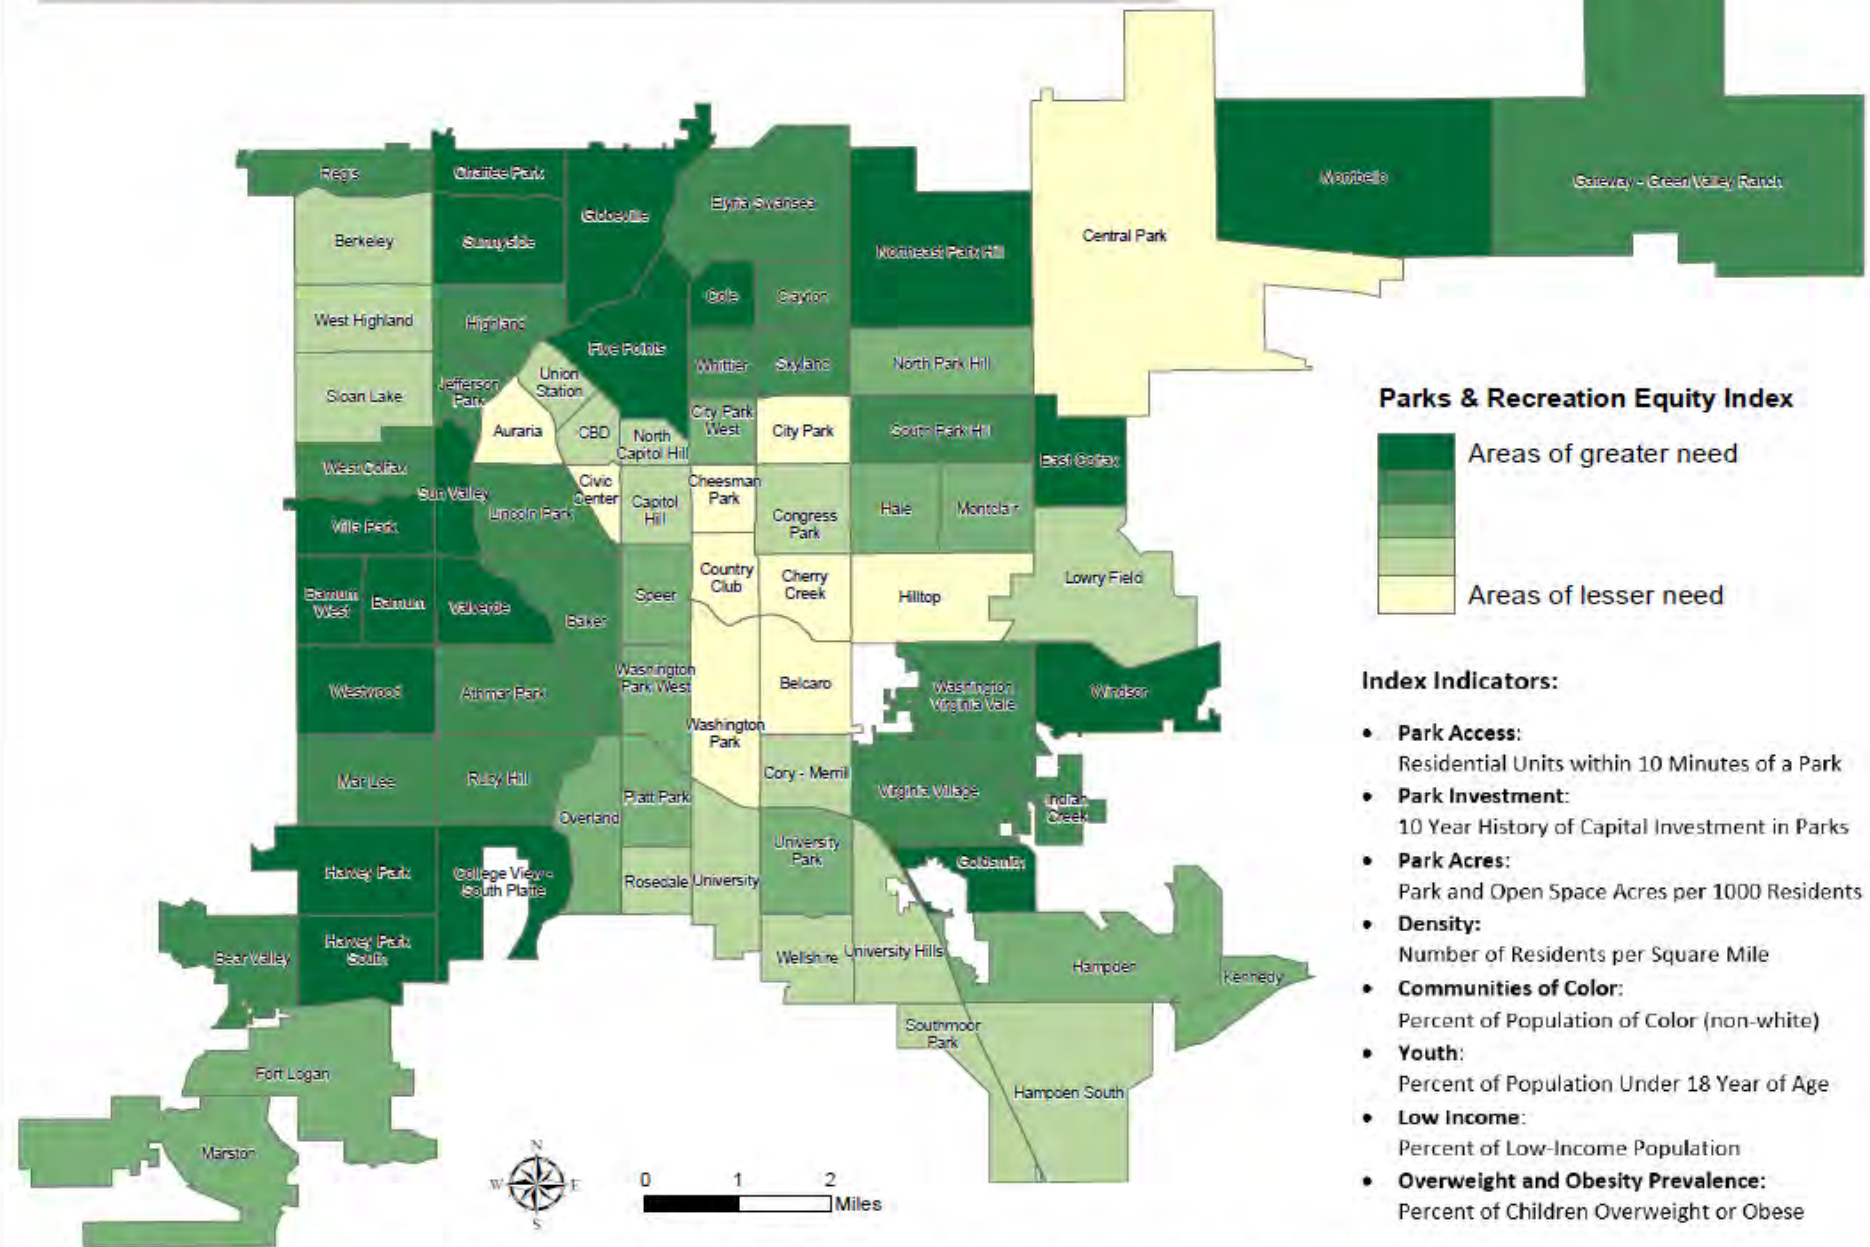 Regis
Chaffee Park
Globeville
Elyria Swansea
Montbello
Gateway - Green Valley Ranch
Berkeley
Sunnyside
Northeast Park Hill
Central Park
Cole
Clayton
West Highland
Highland
Five Points
Whittier
Skyland
North Park Hill
Union
Station
Jefferson
Park
Sloan Lake
Auraria
CBD
North
Capitol Hill
City Park
West
City Park
South Park Hill
East Colfax
West Colfax
Sun Valley
Lincoln Park
Civic
Center
Capitol
Hill
Cheesman
Park
Congress
Park
Hale
Montclair
Villa Park
Barnum
West
Barnum
Valverde
Baker
Speer
Country
Club
Cherry
Creek
Hilltop
Lowry Field
Westwood
Athmar Park
Washington
Park West
Washington
Park
Belcaro
Washington
Virginia Vale
Windsor
Mar Lee
Ruby Hill
Overland
Platt Park
Cory - Merril
Virginia Village
Indian
Creek
Harvey Park
College View -
South Platte
Rosedale
University
University
Park
Goldsmith
Bear Valley
Harvey Park
South
Wellshire
University Hills
Hampden
Kennedy
Southmoor
Park
Hampden South
Fort Logan
Marston
N
W
E
S
0 1 2
Miles
Parks & Recreation Equity Index
Areas of greater need
Areas of lesser need
Index Indicators:
• Park Access:
Residential Units within 10 Minutes of a Park
• Park Investment:
10 Year History of Capital Investment in Parks
• Park Acres:
Park and Open Space Acres per 1000 Residents
• Density:
Number of Residents per Square Mile
• Communities of Color:
Percent of Population of Color (non-white)
• Youth:
Percent of Population Under 18 Year of Age
• Low Income:
Percent of Low-Income Population
• Overweight and Obesity Prevalence:
Percent of Children Overweight or Obese